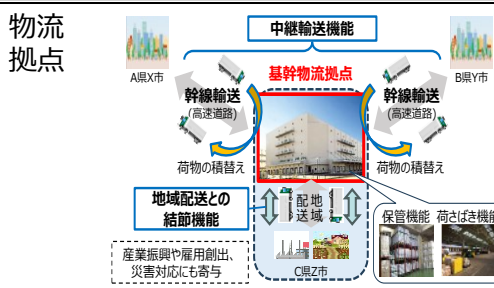 物流
拠点
中継輸送機能
A県X市
B県Y市
基幹物流拠点
幹線輸送
(高速道路)
幹線輸送
(高速道路)
荷物の積替え
荷物の積替え
地域配送との
結節機能
配地
送域
保管機能 荷さばき機能
産業振興や雇用創出、
災害対応にも寄与
C県Z市